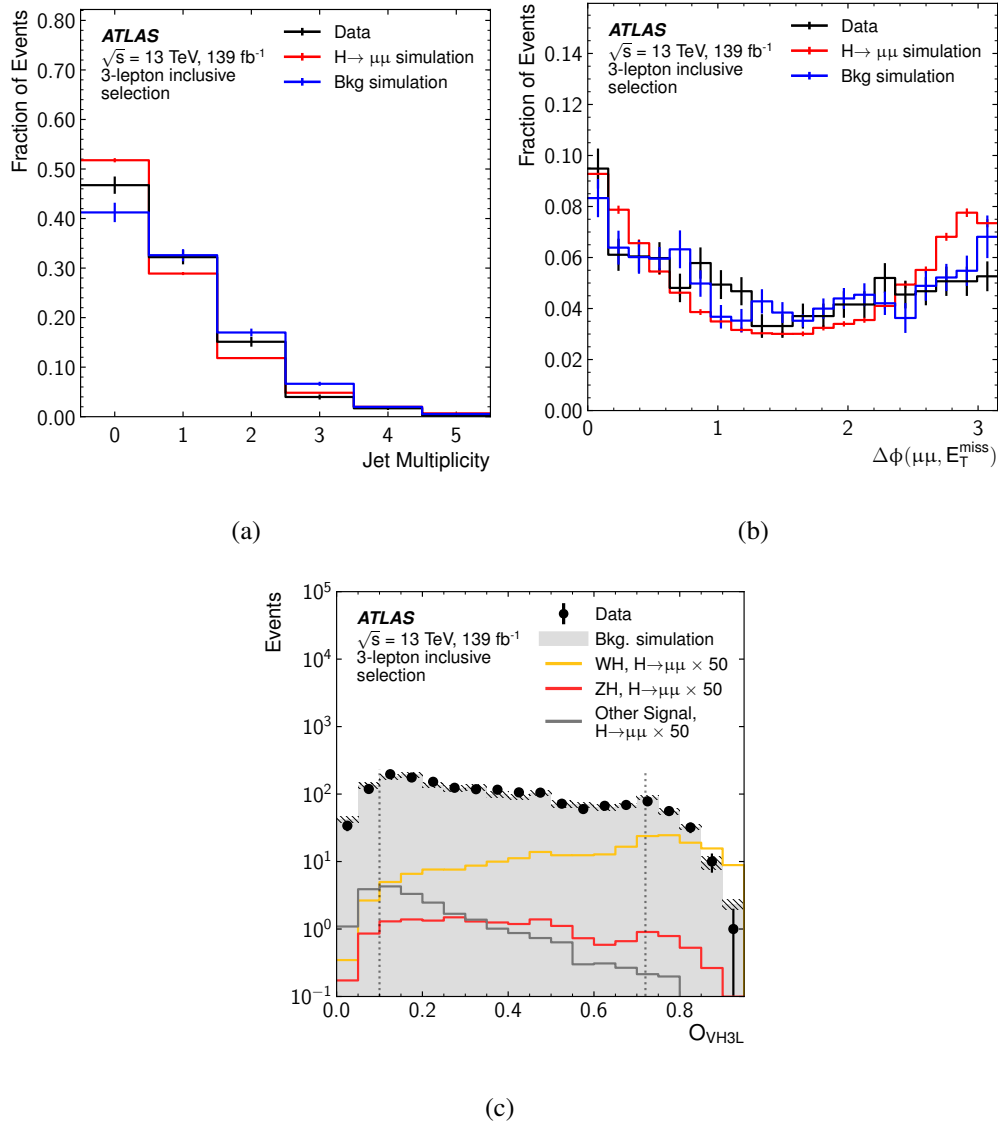 ATLAS
√s = 13 TeV, 139 fb⁻¹
3-lepton inclusive
selection
Data
H→ μμ simulation
Bkg simulation
Fraction of Events
0.80
0.70
0.60
0.50
0.40
0.30
0.20
0.10
0.00
0 1 2 3 4 5
Jet Multiplicity
(a)
ATLAS
√s = 13 TeV, 139 fb⁻¹
3-lepton inclusive
selection
Data
H→ μμ simulation
Bkg simulation
Fraction of Events
0.14
0.12
0.10
0.08
0.06
0.04
0.02
0.00
0 1 2 3
Δϕ(μμ, E_T^miss)
(b)
ATLAS
√s = 13 TeV, 139 fb⁻¹
3-lepton inclusive
selection
Data
Bkg. simulation
WH, H→μμ × 50
ZH, H→μμ × 50
Other Signal,
H→μμ × 50
Events
10⁵
10⁴
10³
10²
10¹
10⁰
10⁻¹
0.0 0.2 0.4 0.6 0.8
O_VH3L
(c)